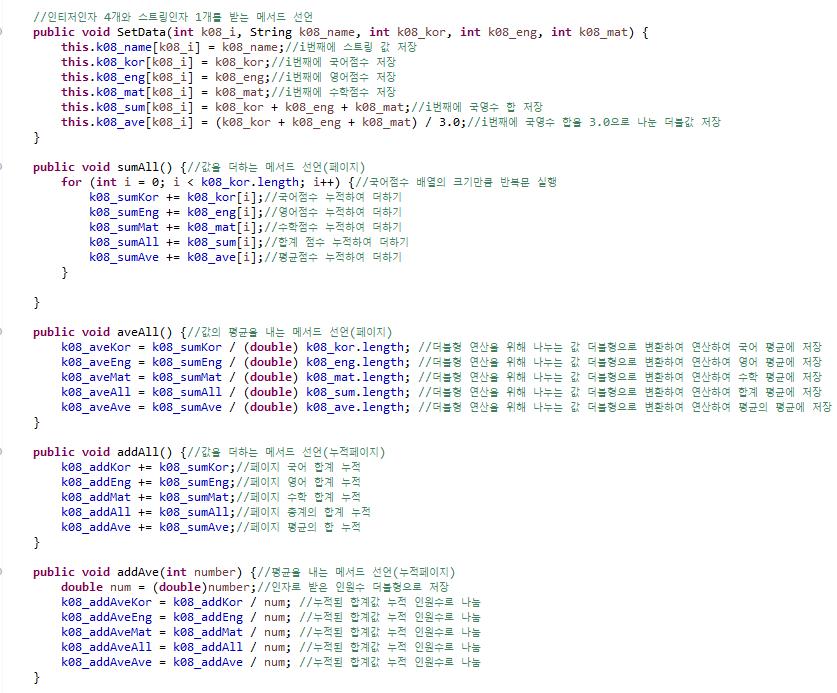 //인티저인자 4개와 스트링인자 1개를 받는 메서드 선언
public void SetData(int k08_i, String k08_name, int k08_kor, int k08_eng, int k08_mat) {
this.k08_name[k08_i] = k08_name;//i번째에 스트링 값 저장
this.k08_kor[k08_i] = k08_kor;//i번째에 국어점수 저장
this.k08_eng[k08_i] = k08_eng;//i번째에 영어점수 저장
this.k08_mat[k08_i] = k08_mat;//i번째에 수학점수 저장
this.k08_sum[k08_i] = k08_kor + k08_eng + k08_mat;//i번째에 국영수 합 저장
this.k08_ave[k08_i] = (k08_kor + k08_eng + k08_mat) / 3.0;//i번째에 국영수 합을 3.0으로 나눈 더블값 저장
}
public void sumAll() {//값을 더하는 메서드 선언(페이지)
for (int i = 0; i < k08_kor.length; i++) {//국어점수 배열의 크기만큼 반복문 실행
k08_sumKor += k08_kor[i];//국어점수 누적하여 더하기
k08_sumEng += k08_eng[i];//영어점수 누적하여 더하기
k08_sumMat += k08_mat[i];//수학점수 누적하여 더하기
k08_sumAll += k08_sum[i];//합계 점수 누적하여 더하기
k08_sumAve += k08_ave[i];//평균점수 누적하여 더하기
}
}
public void aveAll() {//값의 평균을 내는 메서드 선언(페이지)
k08_aveKor = k08_sumKor / (double) k08_kor.length; //더블형 연산을 위해 나누는 값 더블형으로 변환하여 연산하여 국어 평균에 저장
k08_aveEng = k08_sumEng / (double) k08_eng.length; //더블형 연산을 위해 나누는 값 더블형으로 변환하여 연산하여 영어 평균에 저장
k08_aveMat = k08_sumMat / (double) k08_mat.length; //더블형 연산을 위해 나누는 값 더블형으로 변환하여 연산하여 수학 평균에 저장
k08_aveAll = k08_sumAll / (double) k08_sum.length; //더블형 연산을 위해 나누는 값 더블형으로 변환하여 연산하여 합계 평균에 저장
k08_aveAve = k08_sumAve / (double) k08_ave.length; //더블형 연산을 위해 나누는 값 더블형으로 변환하여 연산하여 평균의 평균에 저장
}
public void addAll() {//값을 더하는 메서드 선언(누적페이지)
k08_addKor += k08_sumKor;//페이지 국어 합계 누적
k08_addEng += k08_sumEng;//페이지 영어 합계 누적
k08_addMat += k08_sumMat;//페이지 수학 합계 누적
k08_addAll += k08_sumAll;//페이지 총계의 합계 누적
k08_addAve += k08_sumAve;//페이지 평균의 합 누적
}
public void addAve(int number) {//평균을 내는 메서드 선언(누적페이지)
double num = (double)number;//인자로 받은 인원수 더블형으로 저장
k08_addAveKor = k08_addKor / num; //누적된 합계값 누적 인원수로 나눔
k08_addAveEng = k08_addEng / num; //누적된 합계값 누적 인원수로 나눔
k08_addAveMat = k08_addMat / num; //누적된 합계값 누적 인원수로 나눔
k08_addAveAll = k08_addAll / num; //누적된 합계값 누적 인원수로 나눔
k08_addAveAve = k08_addAve / num; //누적된 합계값 누적 인원수로 나눔
}